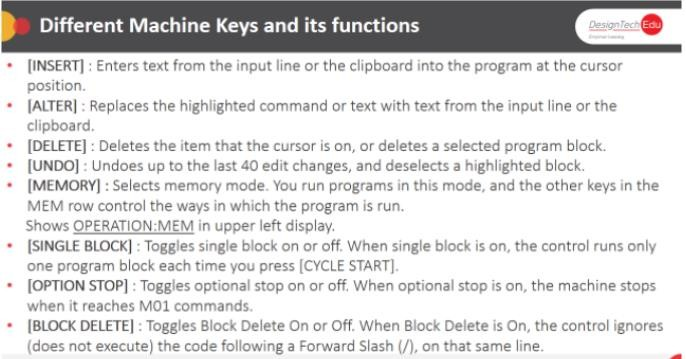 Different Machine Keys and its functions
DesignTech Edu
• [INSERT] : Enters text from the input line or the clipboard into the program at the cursor
position.
• [ALTER] : Replaces the highlighted command or text with text from the input line or the
clipboard.
• [DELETE] : Deletes the item that the cursor is on, or deletes a selected program block.
• [UNDO] : Undoes up to the last 40 edit changes, and deselects a highlighted block.
• [MEMORY] : Selects memory mode. You run programs in this mode, and the other keys in the
MEM row control the ways in which the program is run.
Shows OPERATION:MEM in upper left display.
• [SINGLE BLOCK] : Toggles single block on or off. When single block is on, the control runs only
one program block each time you press [CYCLE START].
• [OPTION STOP] : Toggles optional stop on or off. When optional stop is on, the machine stops
when it reaches M01 commands.
• [BLOCK DELETE] : Toggles Block Delete On or Off. When Block Delete is On, the control ignores
(does not execute) the code following a Forward Slash (/), on that same line.